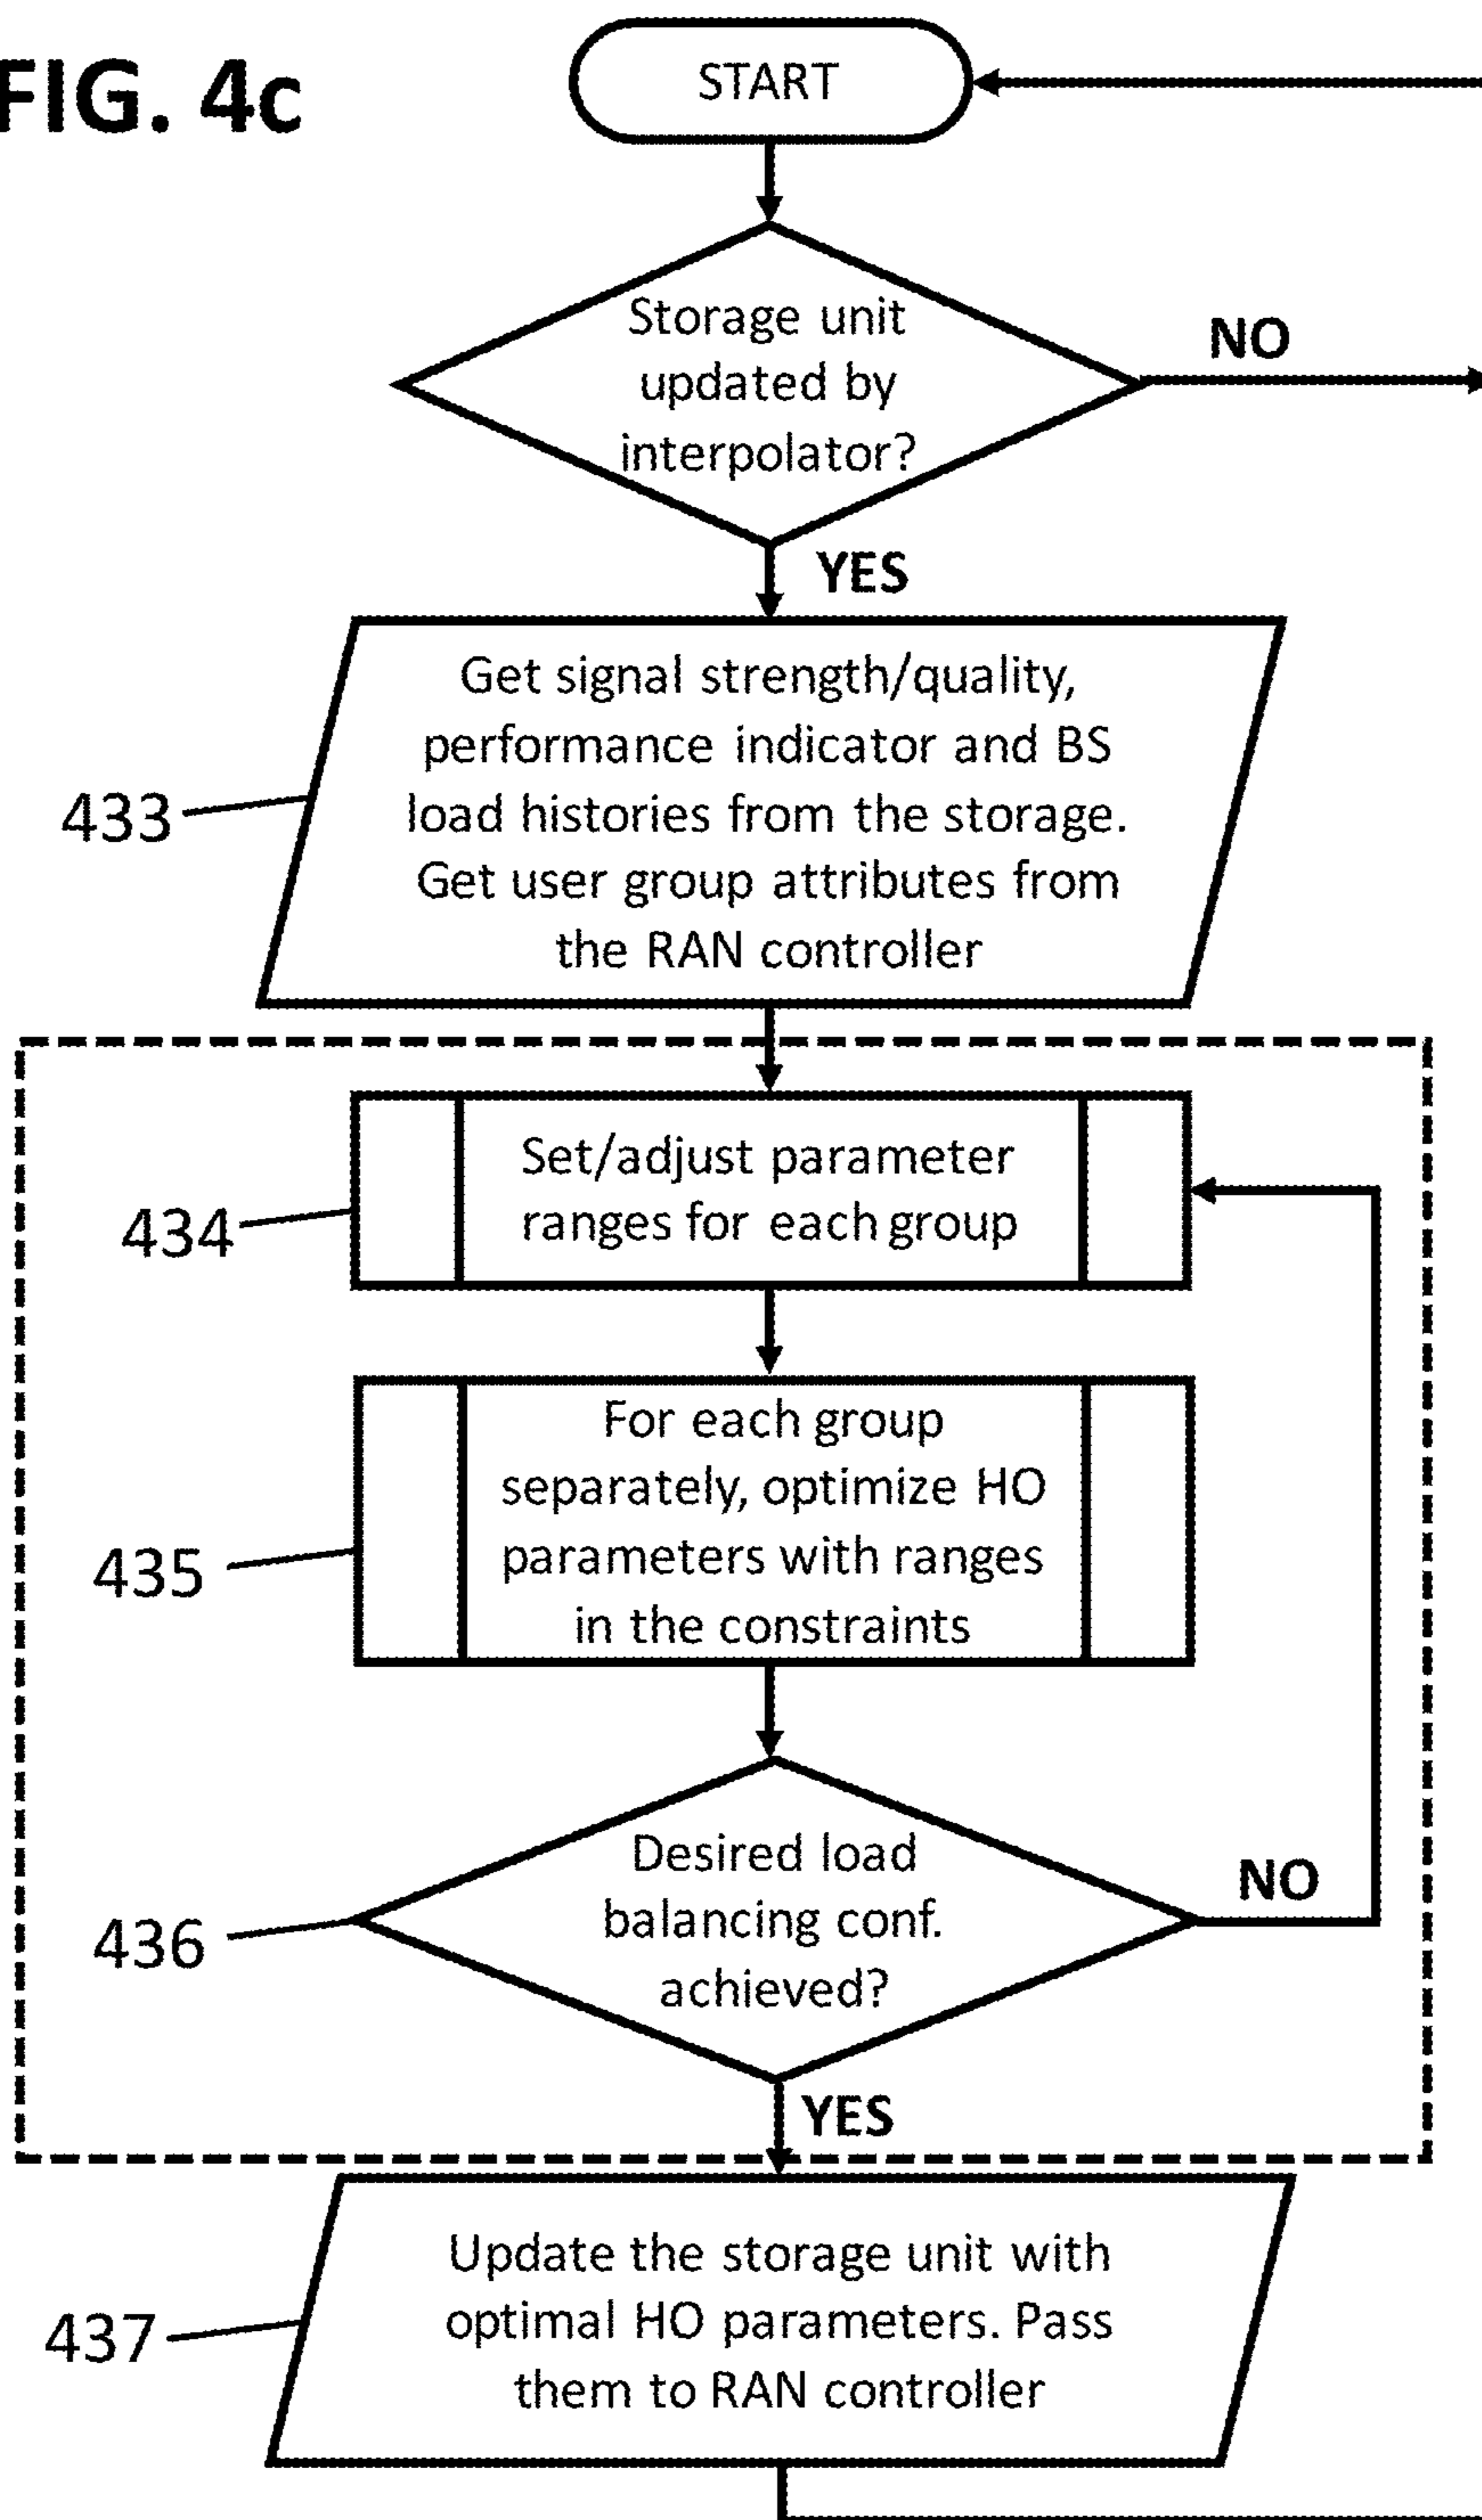 FIG. 4c
START
Storage unit
updated by
interpolator?
NO
YES
Get signal strength/quality,
performance indicator and BS
load histories from the storage.
Get user group attributes from
the RAN controller
433
Set/adjust parameter
ranges for each group
434
For each group
separately, optimize HO
parameters with ranges
in the constraints
435
Desired load
balancing conf.
achieved?
436
NO
YES
Update the storage unit with
optimal HO parameters. Pass
them to RAN controller
437